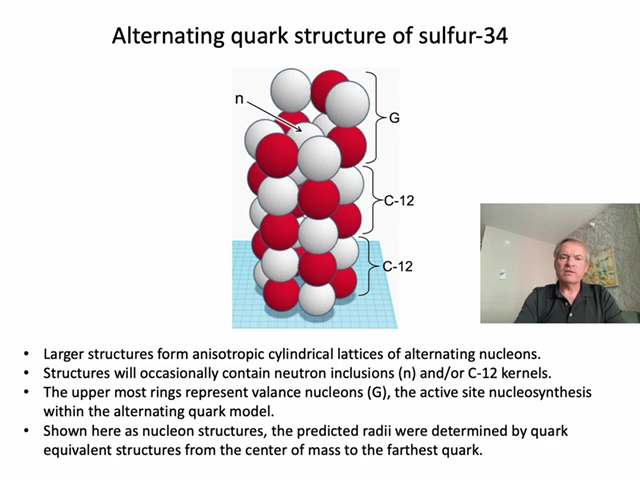 Alternating quark structure of sulfur-34
n
G
C-12
C-12
• Larger structures form anisotropic cylindrical lattices of alternating nucleons.
• Structures will occasionally contain neutron inclusions (n) and/or C-12 kernels.
• The upper most rings represent valance nucleons (G), the active site nucleosynthesis
within the alternating quark model.
• Shown here as nucleon structures, the predicted radii were determined by quark
equivalent structures from the center of mass to the farthest quark.